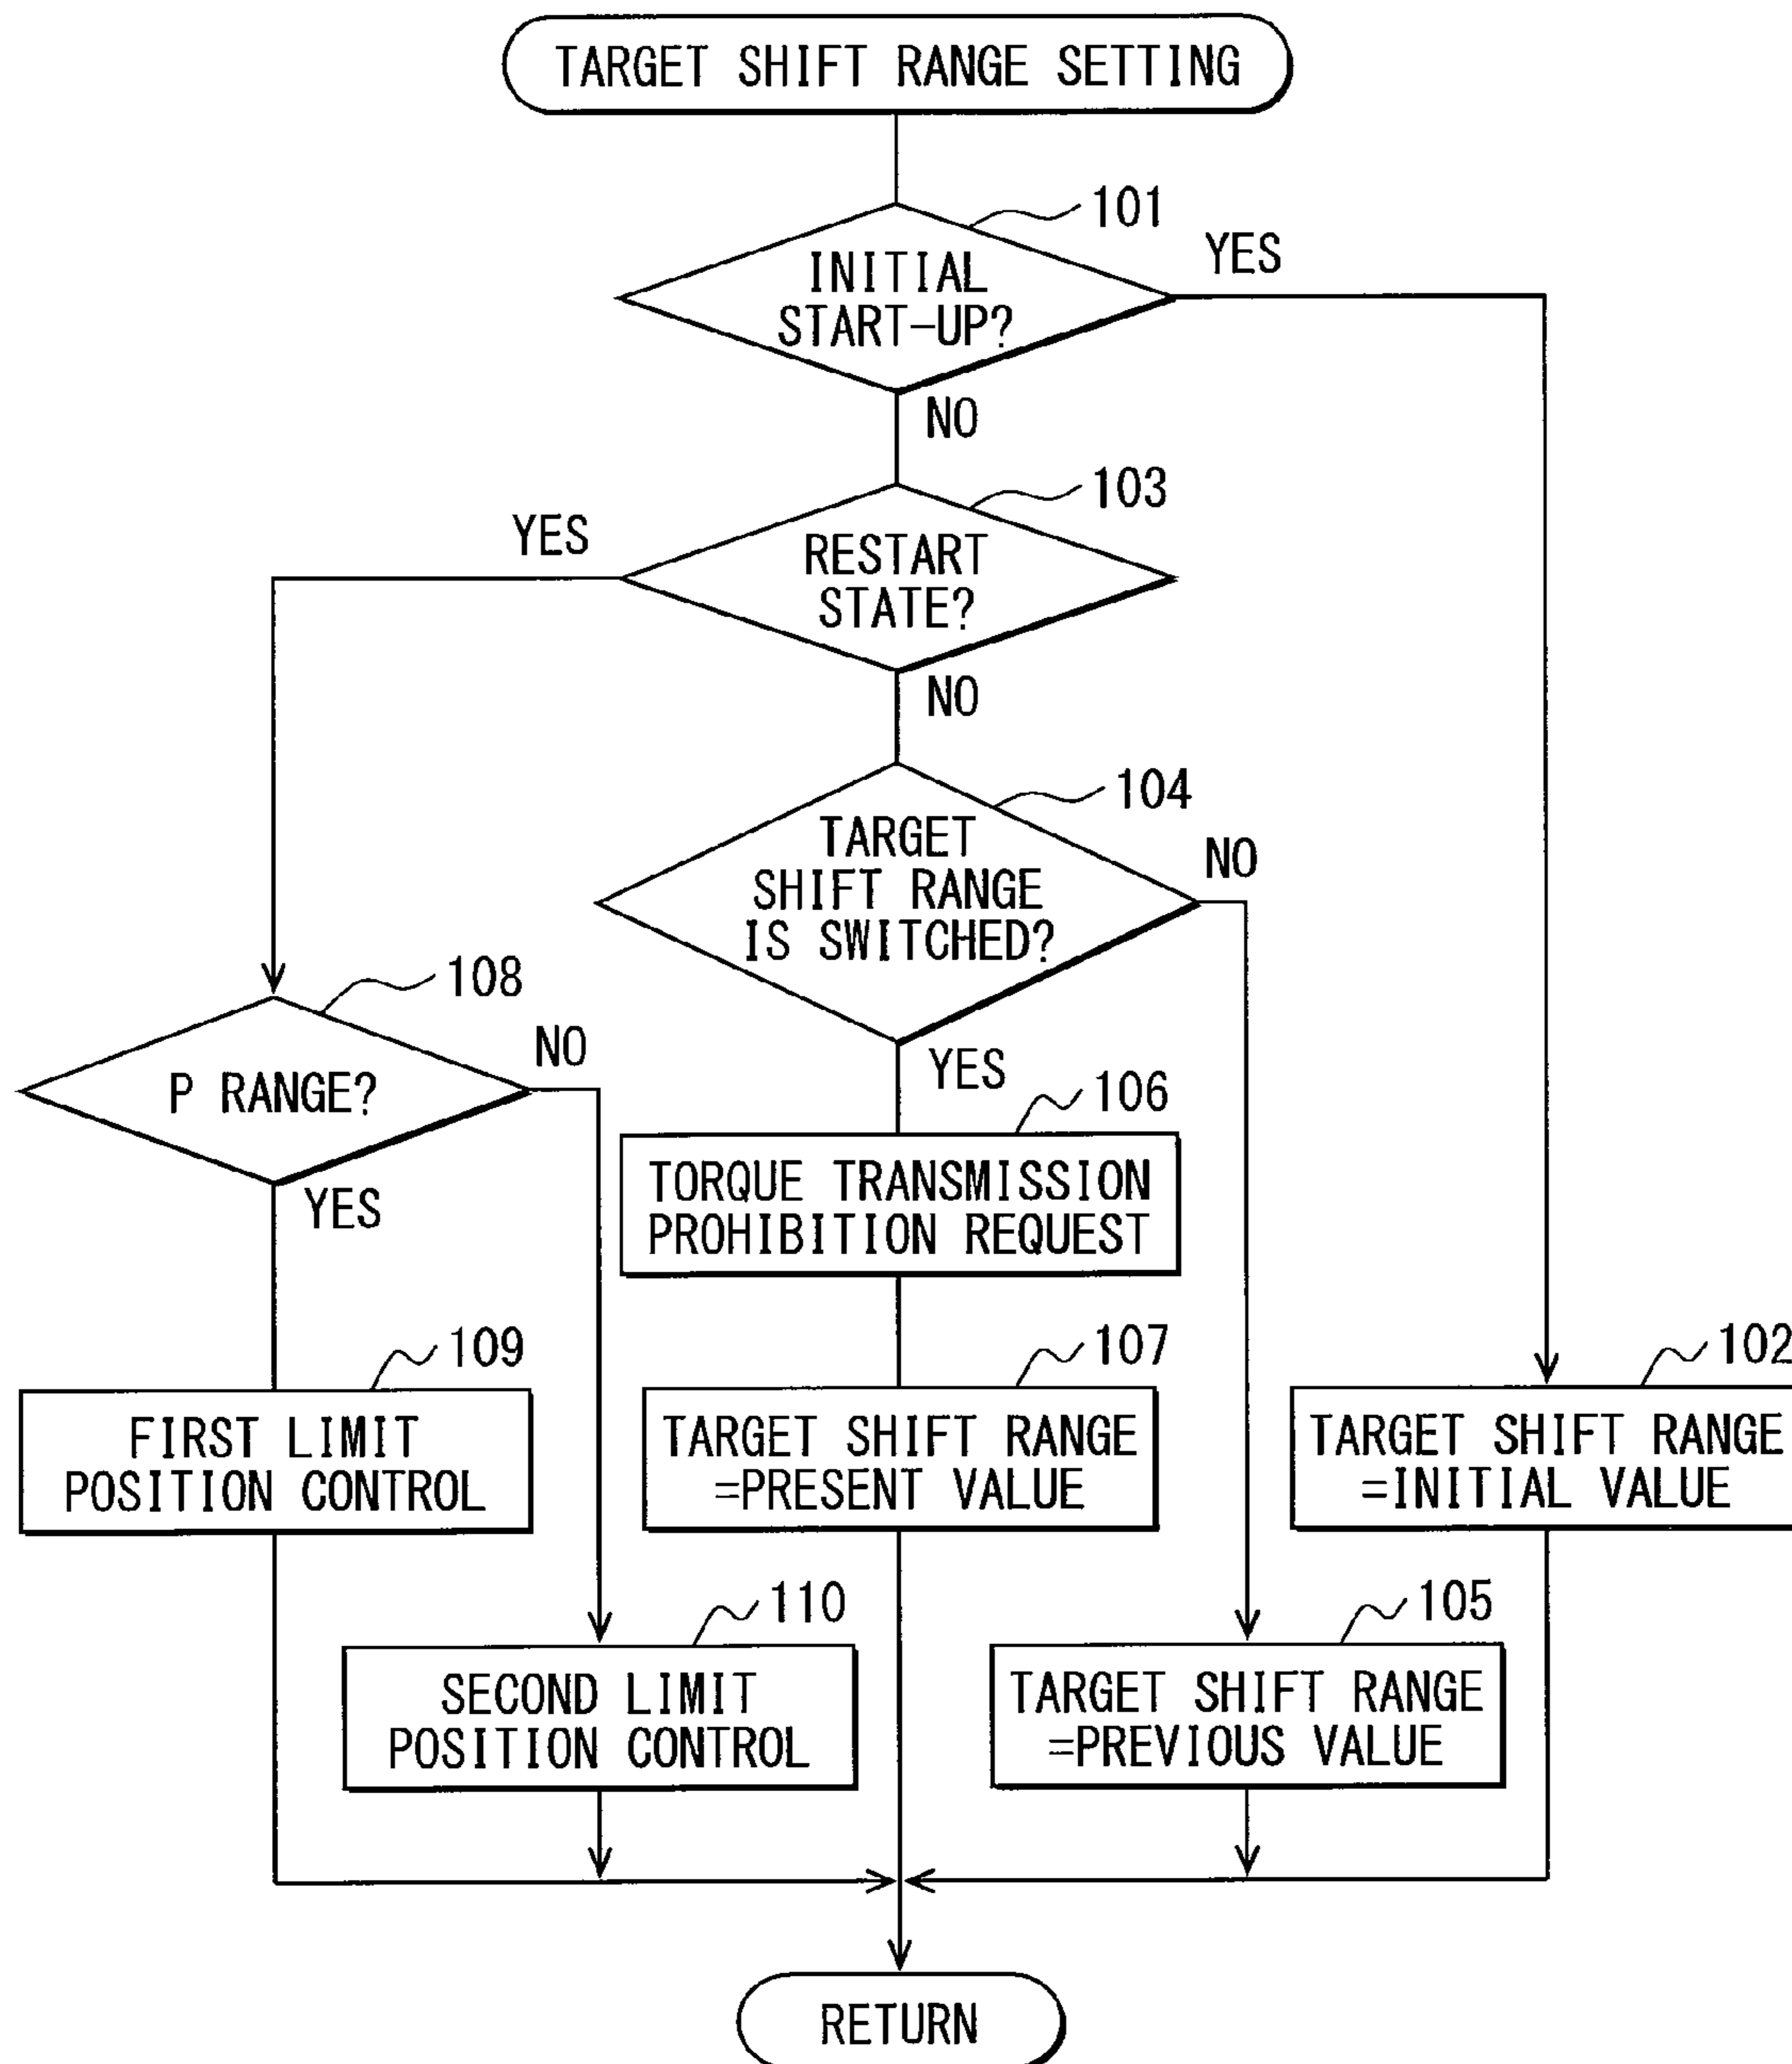 TARGET SHIFT RANGE SETTING
101
INITIAL
START-UP?
YES
NO
103
RESTART
STATE?
YES
NO
104
TARGET
SHIFT RANGE
IS SWITCHED?
NO
YES
108
P RANGE?
NO
YES
106
TORQUE TRANSMISSION
PROHIBITION REQUEST
109
FIRST LIMIT
POSITION CONTROL
107
TARGET SHIFT RANGE
=PRESENT VALUE
102
TARGET SHIFT RANGE
=INITIAL VALUE
110
SECOND LIMIT
POSITION CONTROL
105
TARGET SHIFT RANGE
=PREVIOUS VALUE
RETURN